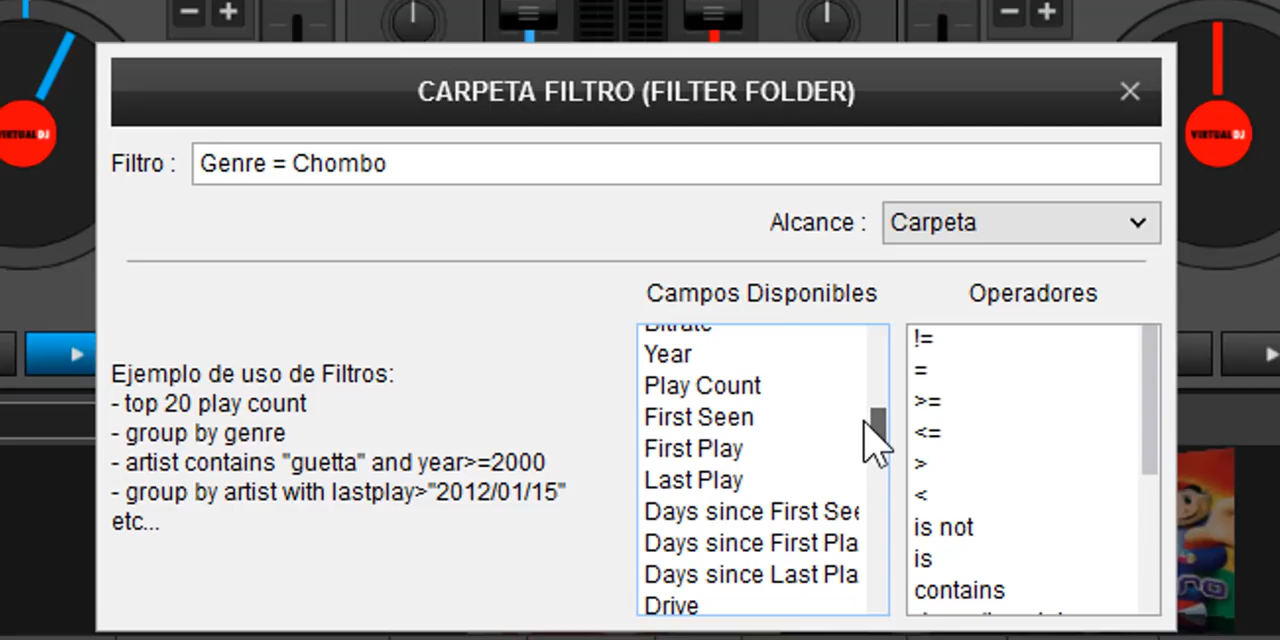 CARPETA FILTRO (FILTER FOLDER)
Filtro :
Genre = Chombo
Alcance :
Carpeta
Campos Disponibles
Operadores
Bitrate
Year
Play Count
First Seen
First Play
Last Play
Days since First See
Days since First Pla
Days since Last Pla
Drive
!=
=
>=
<=
>
<
is not
is
contains
Ejemplo de uso de Filtros:
- top 20 play count
- group by genre
- artist contains "guetta" and year>=2000
- group by artist with lastplay>"2012/01/15"
etc...
VIRTUALDJ
VIRTUALDJ